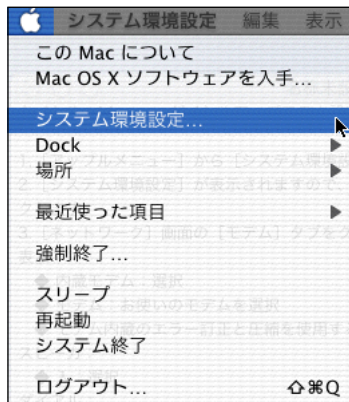 システム環境設定 編集 表示
この Mac について
Mac OS X ソフトウェアを入手...
システム環境設定...
Dock
場所
最近使った項目
強制終了...
スリープ
再起動
システム終了
ログアウト... ⇧⌘Q